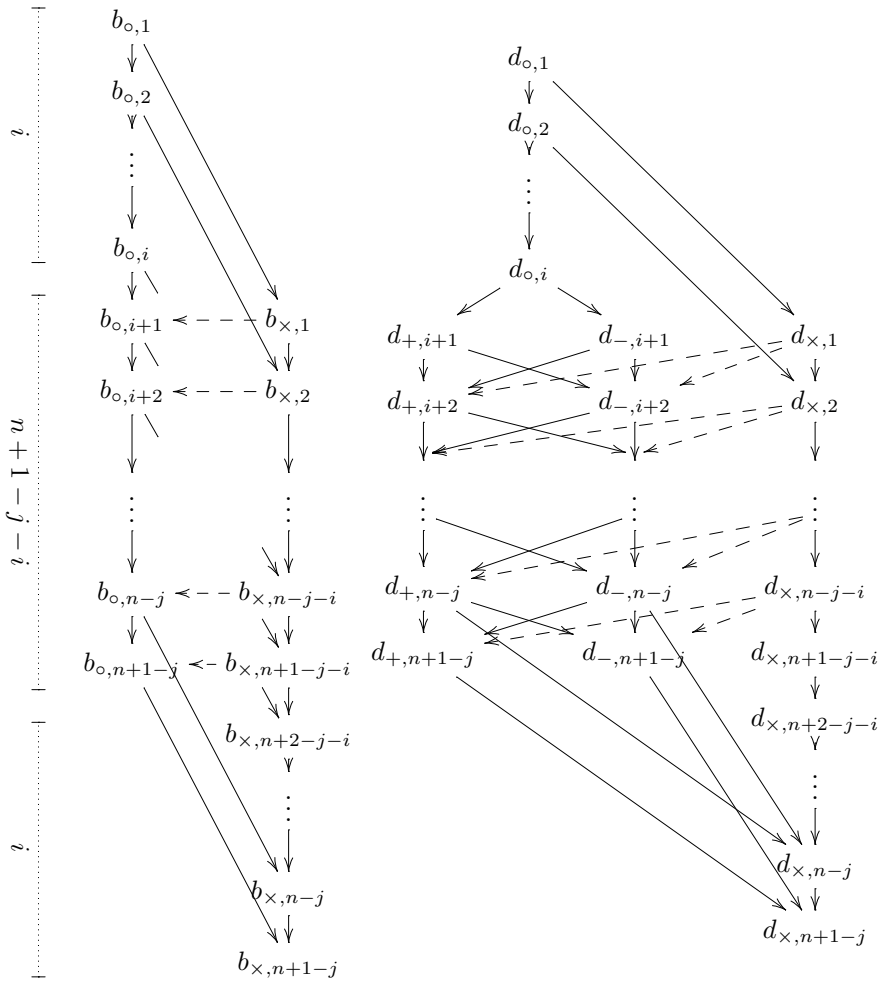 b∘,1
d∘,1
b∘,2
d∘,2
⋮ ⋮
i
b∘,i
d∘,i
b∘,i+1 b×,1
d+,i+1 d−,i+1 d×,1
b∘,i+2 b×,2
d+,i+2 d−,i+2 d×,2
n+1−j−i
⋮ ⋮ ⋮ ⋮ ⋮
b∘,n−j b×,n−j−i d+,n−j d−,n−j d×,n−j−i
b∘,n+1−j b×,n+1−j−i d+,n+1−j d−,n+1−j d×,n+1−j−i
b×,n+2−j−i d×,n+2−j−i
⋮ ⋮
i
b×,n−j d×,n−j
b×,n+1−j d×,n+1−j